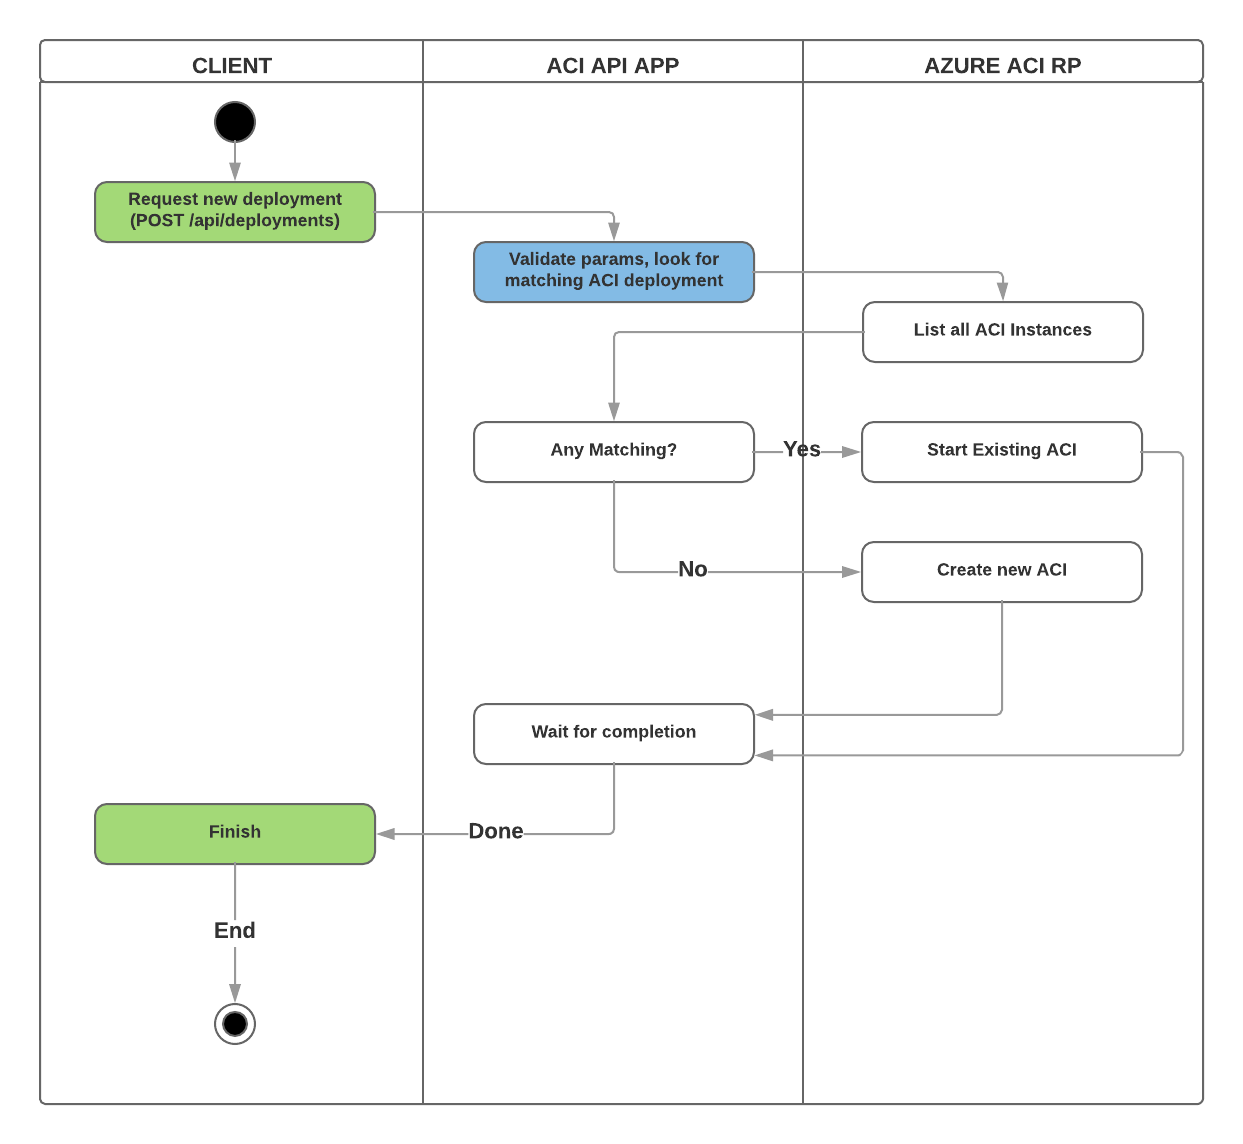 CLIENT
ACI API APP
AZURE ACI RP
Request new deployment
(POST /api/deployments)
Validate params, look for
matching ACI deployment
List all ACI Instances
Any Matching?
Yes
Start Existing ACI
No
Create new ACI
Wait for completion
Done
Finish
End